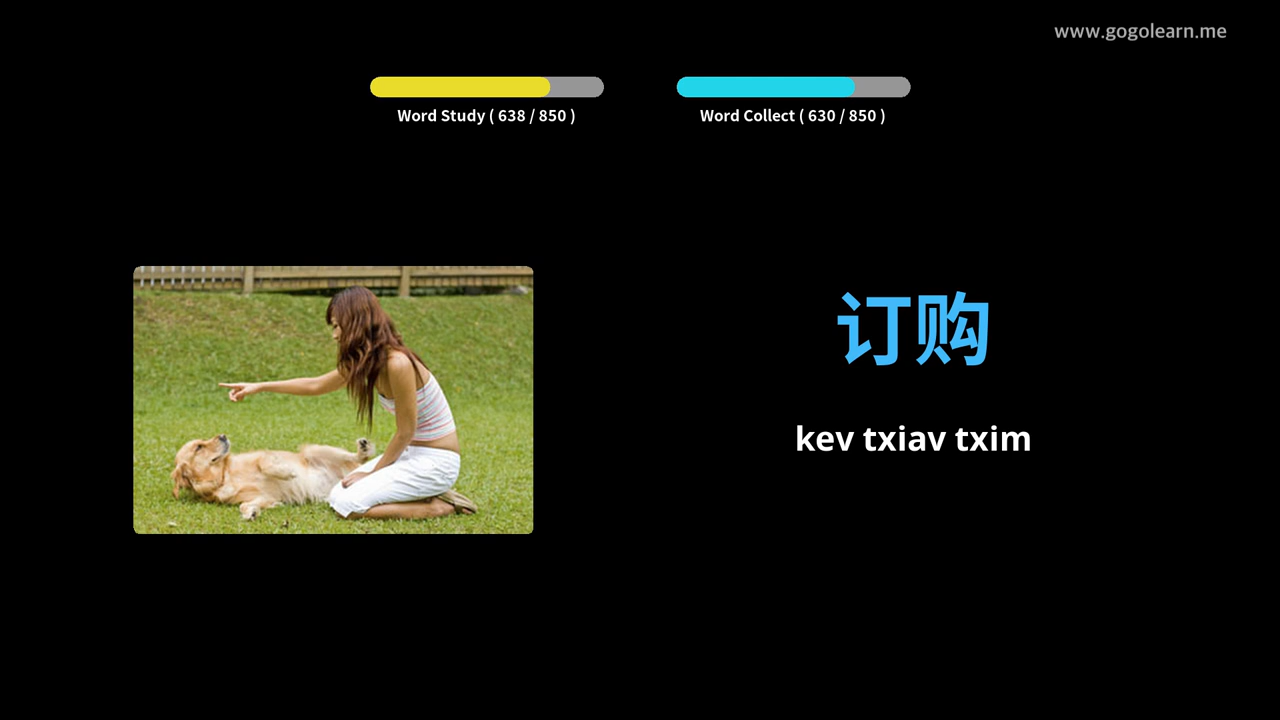 www.gogolearn.me
Word Study ( 638 / 850 )
Word Collect ( 630 / 850 )
订购
kev txiav txim